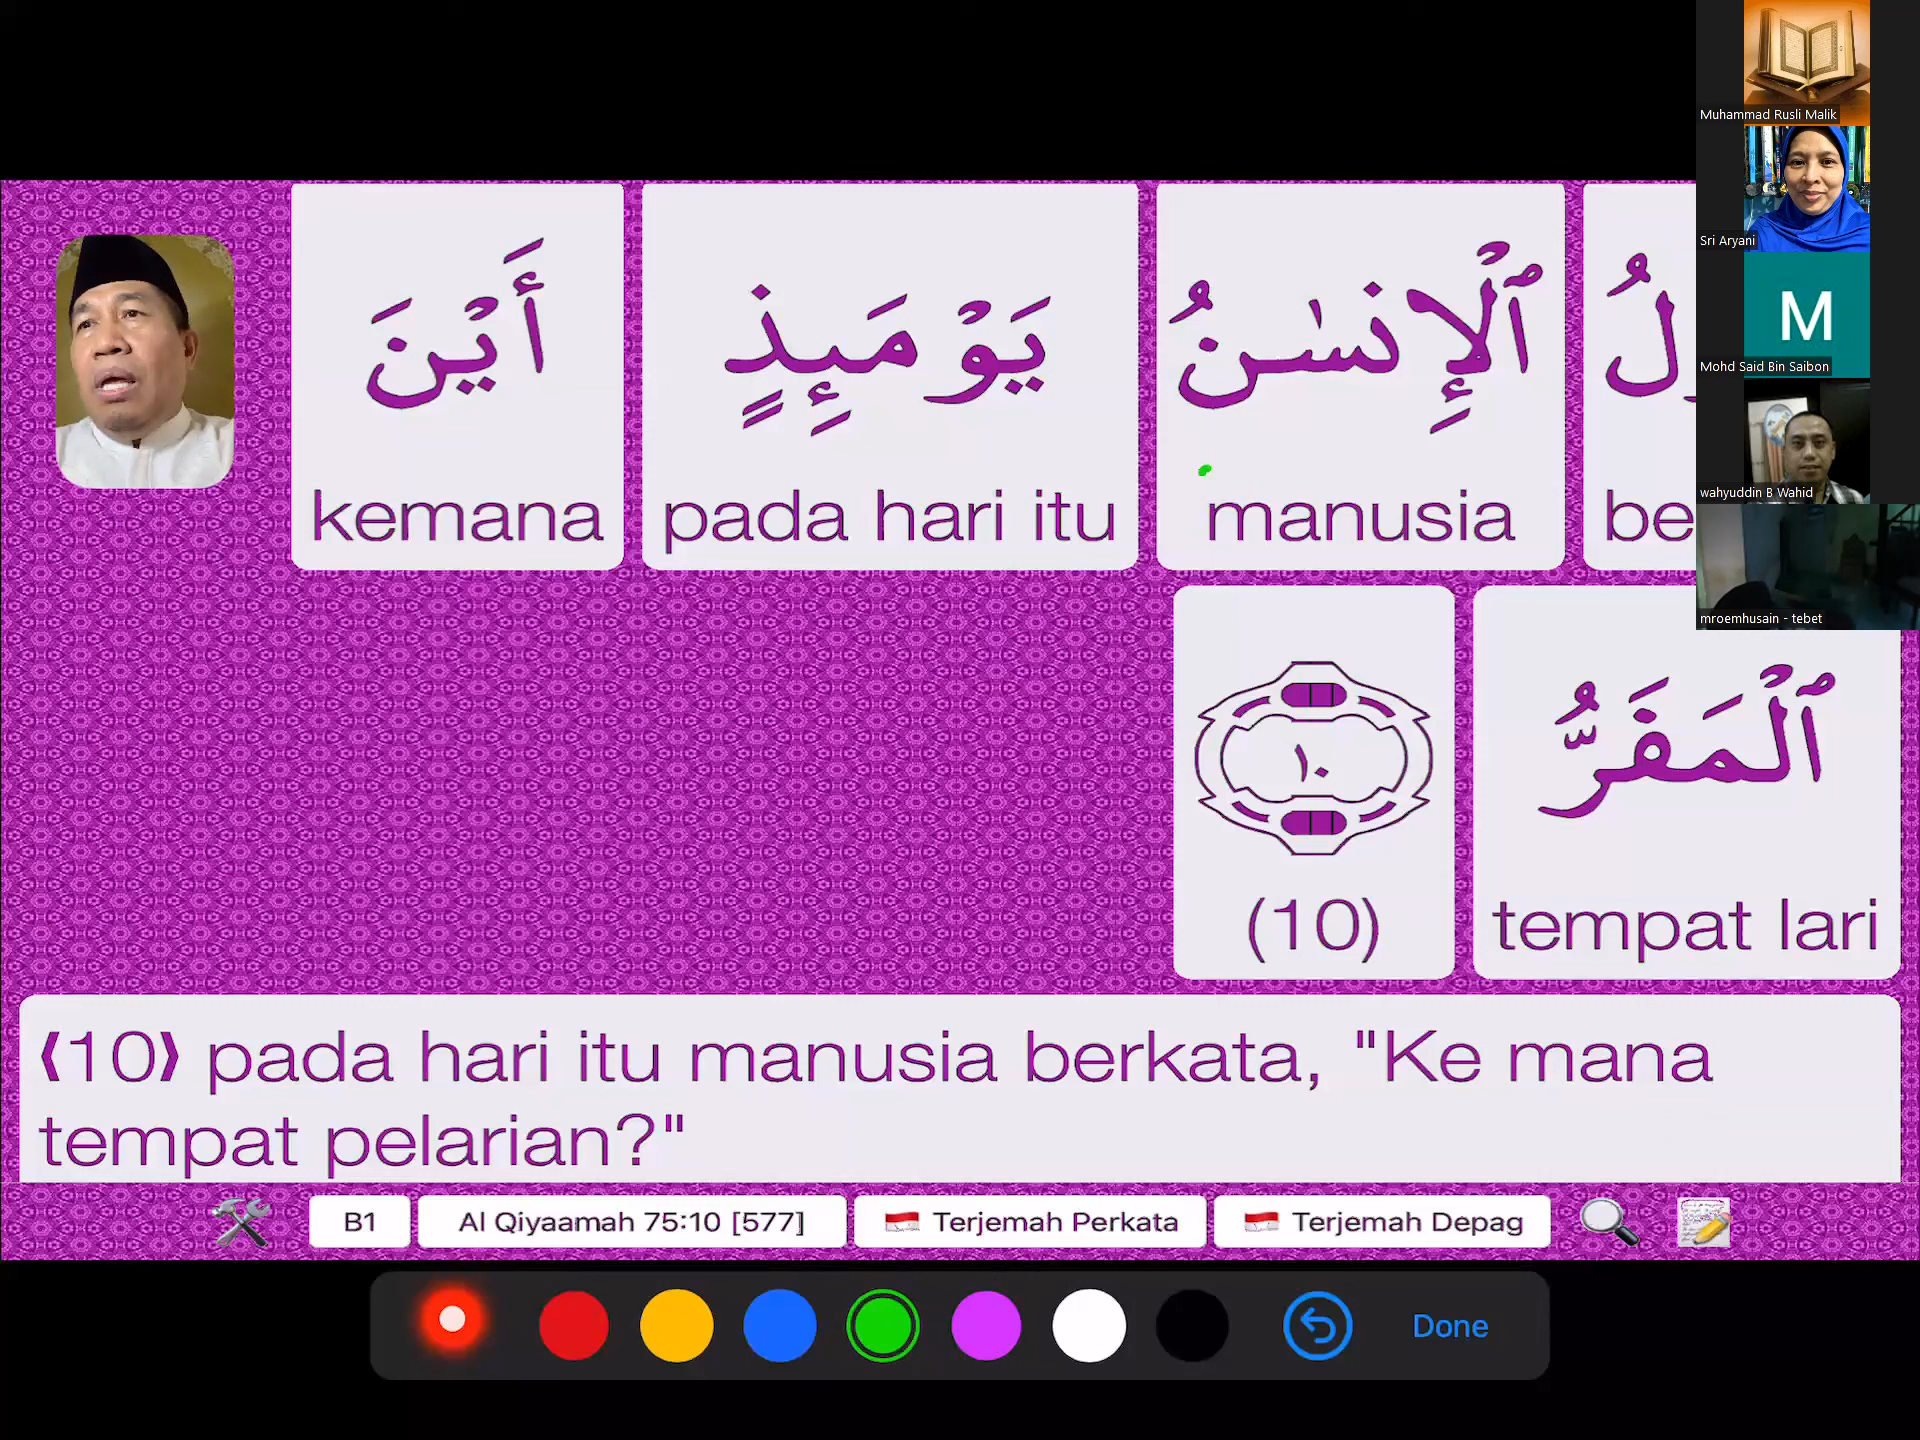 Muhammad Rusli Malik
Sri Aryani
M
Mohd Said Bin Saibon
wahyuddin B Wahid
mroemhusain - tebet
ٱلْإِنسَٰنُ يَوْمَئِذٍ أَيْنَ
be manusia pada hari itu kemana
ٱلْمَفَرُّ ١٠
tempat lari (10)
⟨10⟩ pada hari itu manusia berkata, "Ke mana
tempat pelarian?"
B1 Al Qiyaamah 75:10 [577] Terjemah Perkata Terjemah Depag
Done